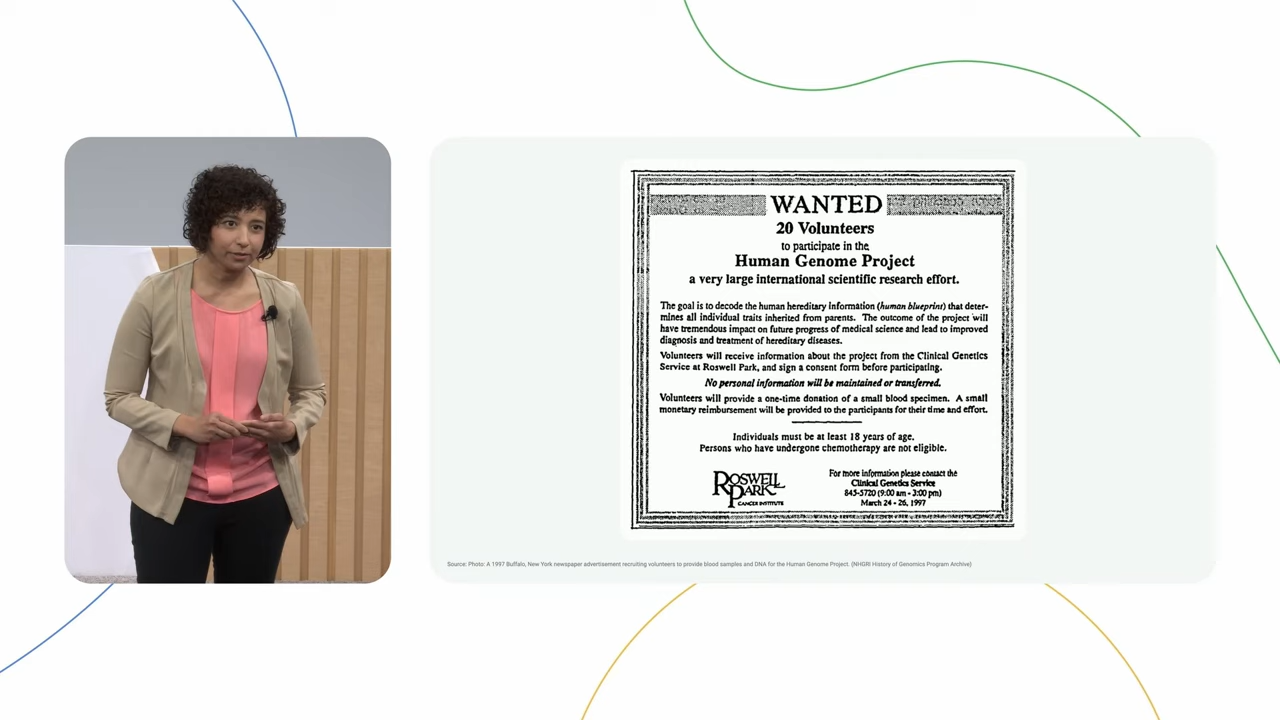 WANTED
20 Volunteers
to participate in the
Human Genome Project
a very large international scientific research effort.
The goal is to decode the human hereditary information (human blueprint) that deter-
mines all individual traits inherited from parents. The outcome of the project will
have tremendous impact on future progress of medical science and lead to improved
diagnosis and treatment of hereditary diseases.
Volunteers will receive information about the project from the Clinical Genetics
Service at Roswell Park, and sign a consent form before participating.
No personal information will be maintained or transferred.
Volunteers will provide a one-time donation of a small blood specimen. A small
monetary reimbursement will be provided to the participants for their time and effort.
Individuals must be at least 18 years of age.
Persons who have undergone chemotherapy are not eligible.
ROSWELL
PARK
CANCER INSTITUTE
For more information please contact the
Clinical Genetics Service
845-5720 (9:00 am - 3:00 pm)
March 24 - 26, 1997
Source: Photo: A 1997 Buffalo, New York newspaper advertisement recruiting volunteers to provide blood samples and DNA for the Human Genome Project. (NHGRI History of Genomics Program Archive)